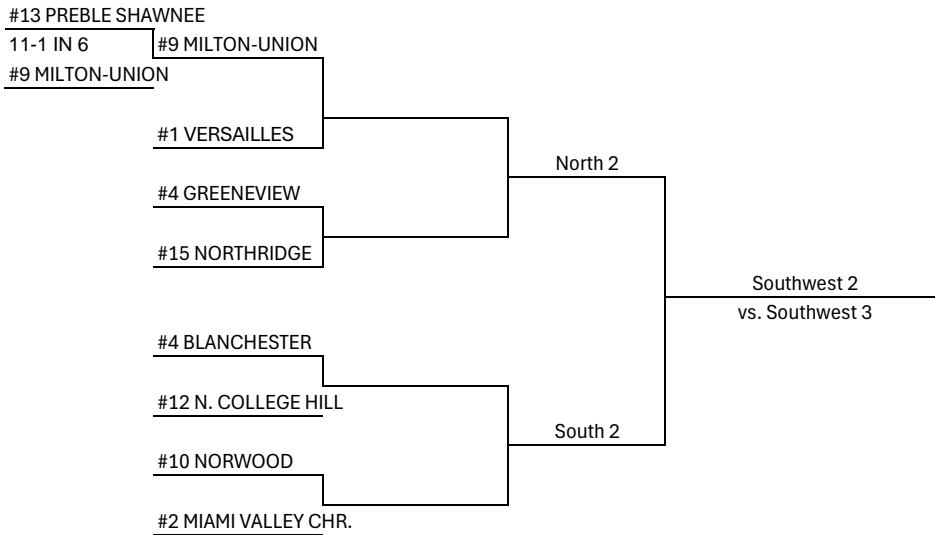 #13 PREBLE SHAWNEE
11-1 IN 6
#9 MILTON-UNION
#9 MILTON-UNION
#1 VERSAILLES
North 2
#4 GREENEVIEW
#15 NORTHRIDGE
Southwest 2
vs. Southwest 3
#4 BLANCHESTER
#12 N. COLLEGE HILL
South 2
#10 NORWOOD
#2 MIAMI VALLEY CHR.